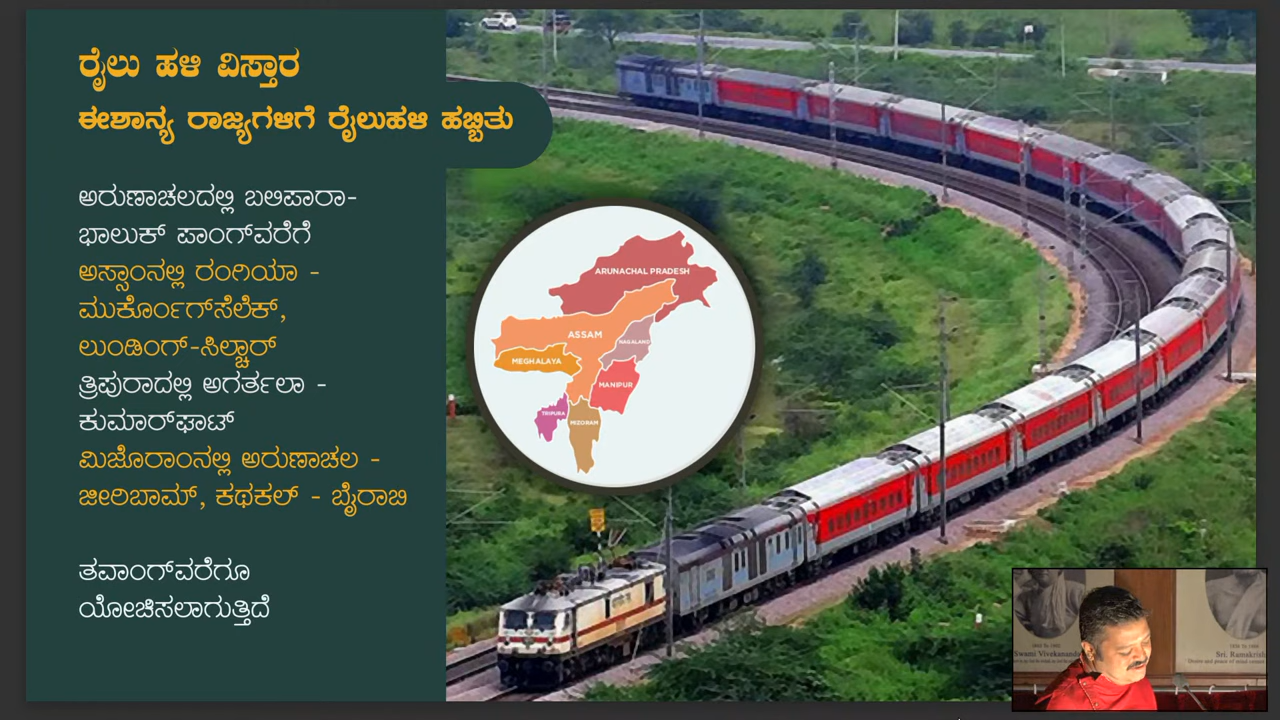 ರೈಲು ಹಳಿ ವಿಸ್ತಾರ
ಈಶಾನ್ಯ ರಾಜ್ಯಗಳಿಗೆ ರೈಲುಹಳಿ ಹಬ್ಬಿತು
ಅರುಣಾಚಲದಲ್ಲಿ ಬಲಿಪಾರಾ-
ಭಾಲುಕ್ ಪಾಂಗ್‌ವರೆಗೆ
ಅಸ್ಸಾಂನಲ್ಲಿ ರಂಗಿಯಾ -
ಮುರ್ಕೊಂಗ್‌ಸೆಲೆಕ್,
ಲುಂಡಿಂಗ್-ಸಿಲ್ಚಾರ್
ತ್ರಿಪುರಾದಲ್ಲಿ ಅಗರ್ತಲಾ -
ಕುಮಾರ್‌ಘಾಟ್
ಮಿಜೊರಾಂನಲ್ಲಿ ಅರುಣಾಚಲ -
ಜೀರಿಬಾಮ್, ಕಥಕಲ್ - ಬೈರಾಬಿ
ತವಾಂಗ್‌ವರೆಗೂ
ಯೋಜಿಸಲಾಗುತ್ತಿದೆ
ARUNACHAL PRADESH
ASSAM
NAGALAND
MEGHALAYA
MANIPUR
TRIPURA
MIZORAM
Swami Vivekananda
Sri. Ramakrish